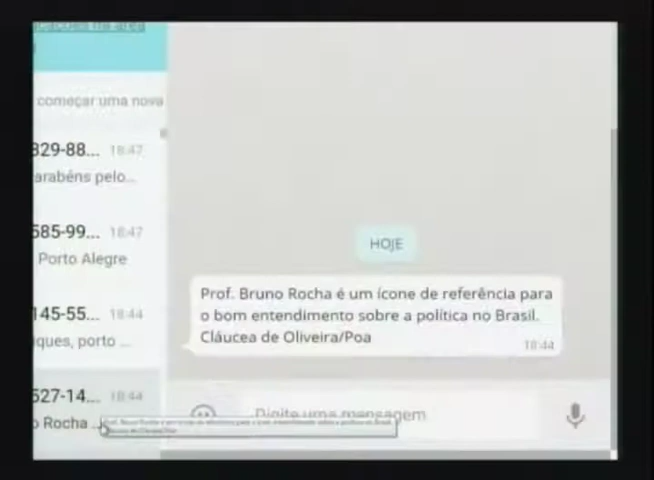 começar uma nova
829-88... 18:47
arabéns pelo...
585-99... 18:47
Porto Alegre
145-55... 18:44
iques, porto ...
527-14... 18:44
Rocha ...
HOJE
Prof. Bruno Rocha é um ícone de referência para
o bom entendimento sobre a política no Brasil.
Cláucea de Oliveira/Poa
18:44
Digite uma mensagem